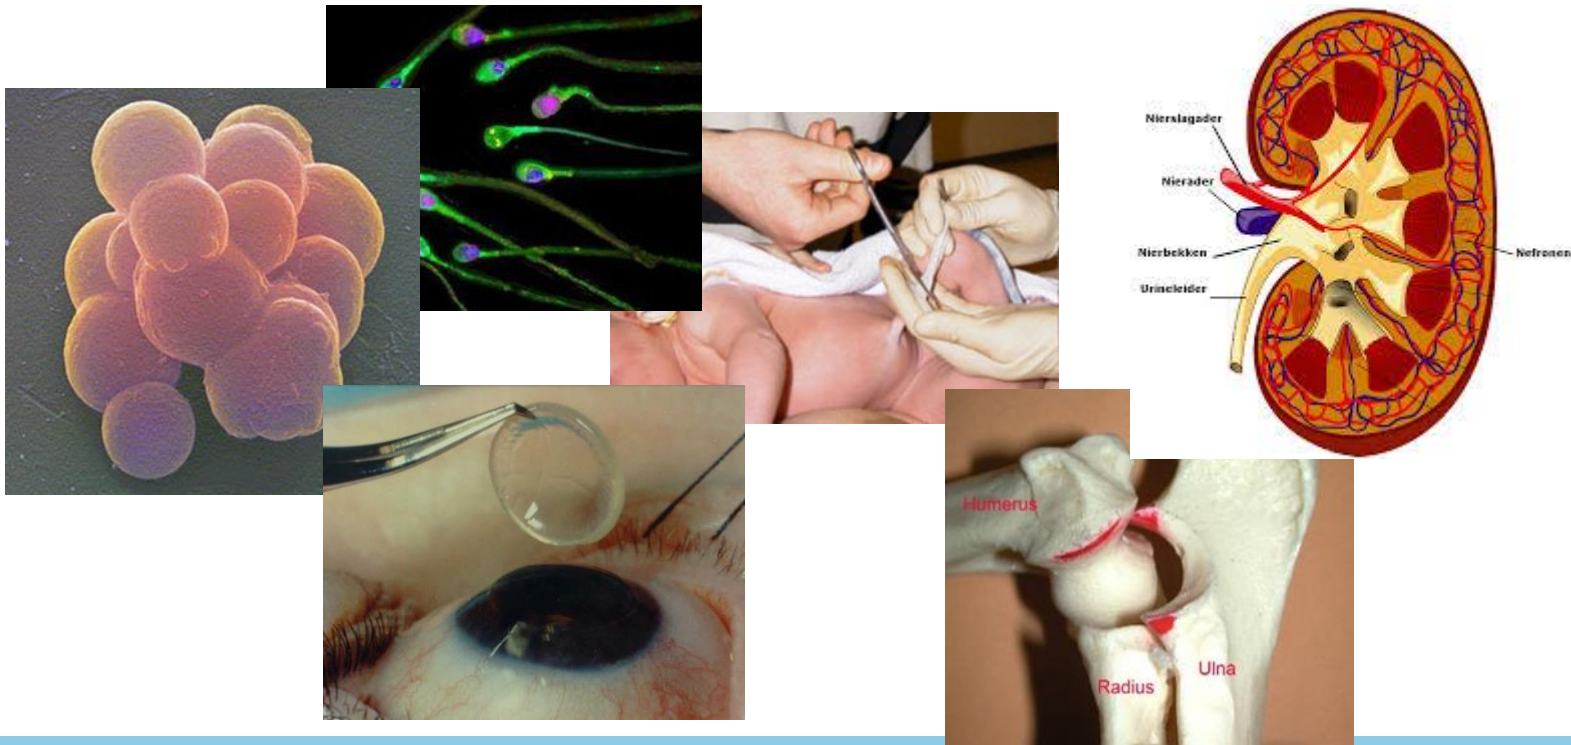 Nierslagader
Nierader
Nierbekken
Urineleider
Nefronen
Humerus
Radius
Ulna